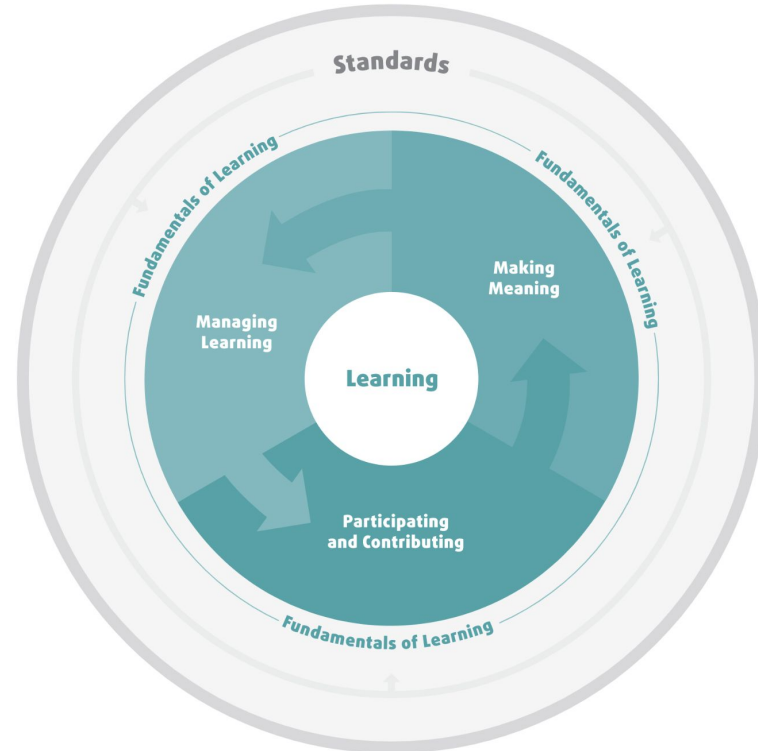 Standards
Fundamentals of Learning
Fundamentals of Learning
Making
Meaning
Managing
Learning
Learning
Participating
and Contributing
Fundamentals of Learning